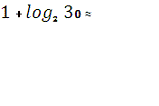 1 + log₂ 30 ≈